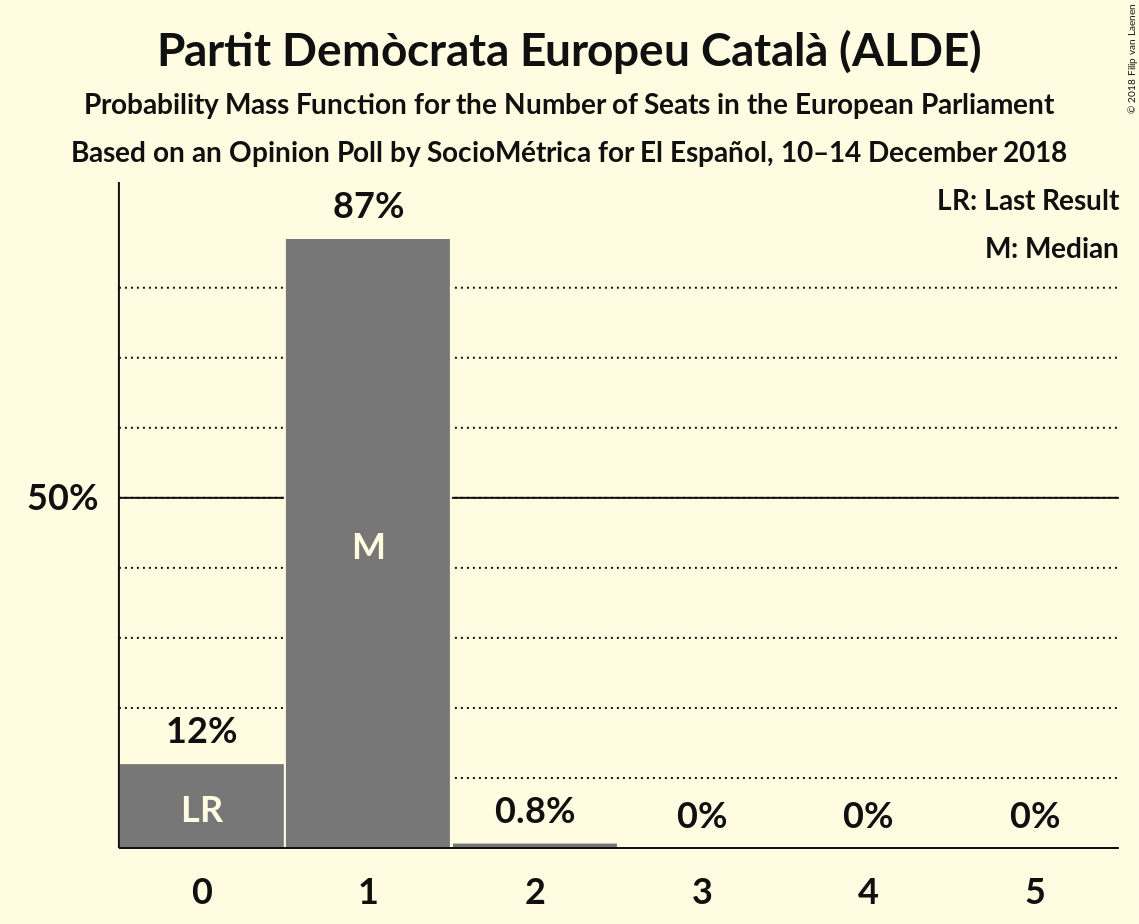 Partit Demòcrata Europeu Català (ALDE)
Probability Mass Function for the Number of Seats in the European Parliament
Based on an Opinion Poll by SocioMétrica for El Español, 10–14 December 2018
© 2018 Filip van Laenen
LR: Last Result
M: Median
87%
50%
M
12%
LR
0.8%
0%
0%
0%
0 1 2 3 4 5